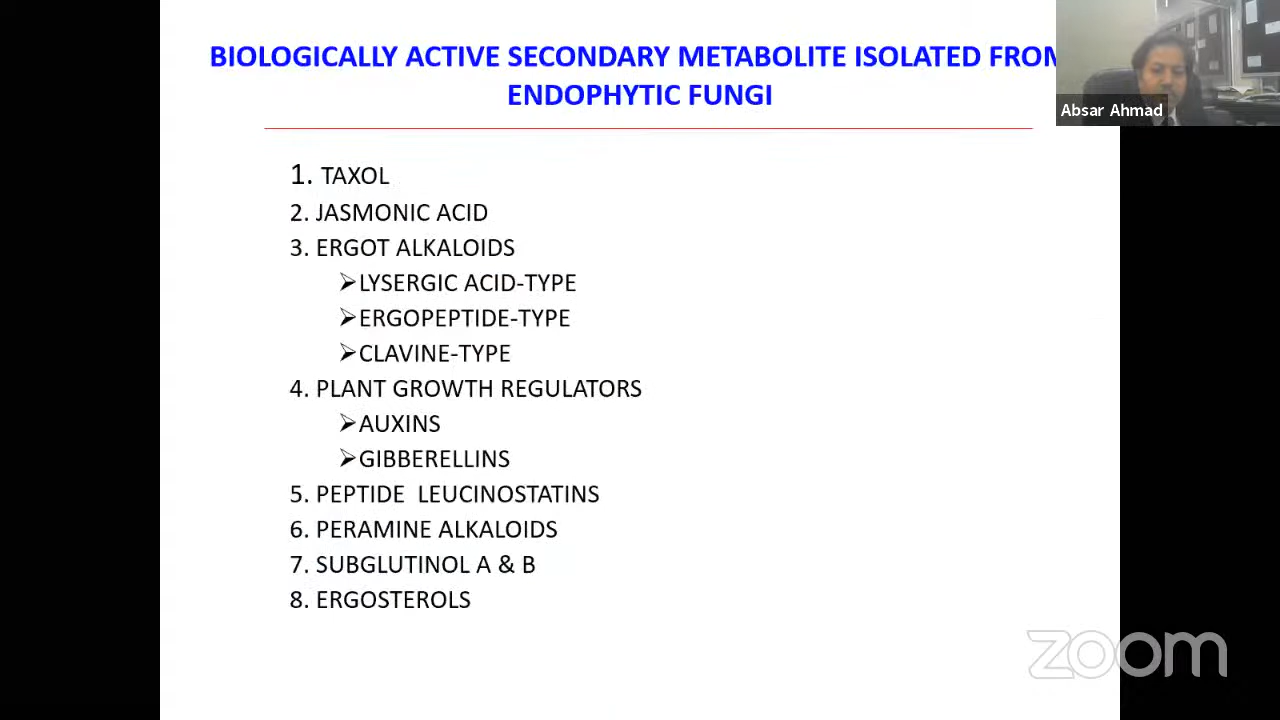 BIOLOGICALLY ACTIVE SECONDARY METABOLITE ISOLATED FROM
ENDOPHYTIC FUNGI
Absar Ahmad
1. TAXOL
2. JASMONIC ACID
3. ERGOT ALKALOIDS
➢LYSERGIC ACID-TYPE
➢ERGOPEPTIDE-TYPE
➢CLAVINE-TYPE
4. PLANT GROWTH REGULATORS
➢AUXINS
➢GIBBERELLINS
5. PEPTIDE LEUCINOSTATINS
6. PERAMINE ALKALOIDS
7. SUBGLUTINOL A & B
8. ERGOSTEROLS
zoom